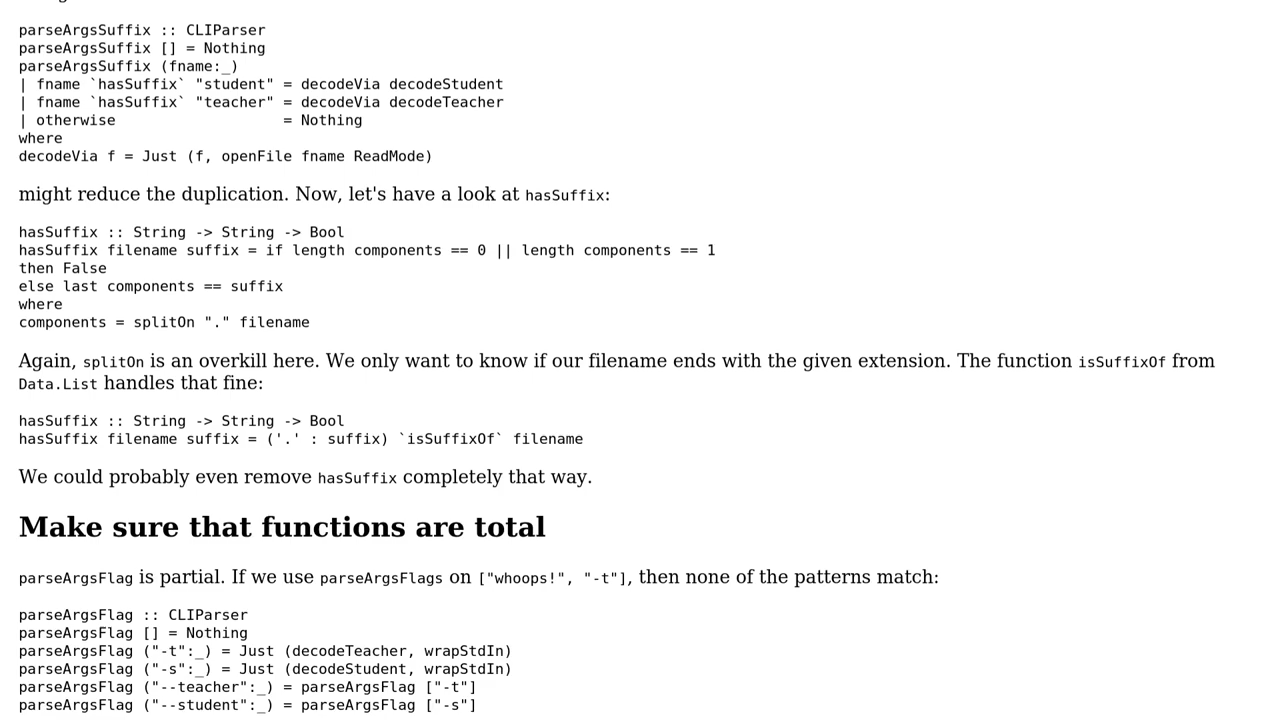 parseArgsSuffix :: CLIParser
parseArgsSuffix [] = Nothing
parseArgsSuffix (fname:_)
| fname `hasSuffix` "student" = decodeVia decodeStudent
| fname `hasSuffix` "teacher" = decodeVia decodeTeacher
| otherwise                   = Nothing
where
decodeVia f = Just (f, openFile fname ReadMode)
might reduce the duplication. Now, let's have a look at hasSuffix:
hasSuffix :: String -> String -> Bool
hasSuffix filename suffix = if length components == 0 || length components == 1
then False
else last components == suffix
where
components = splitOn "." filename
Again, splitOn is an overkill here. We only want to know if our filename ends with the given extension. The function isSuffixOf from
Data.List handles that fine:
hasSuffix :: String -> String -> Bool
hasSuffix filename suffix = ('.' : suffix) `isSuffixOf` filename
We could probably even remove hasSuffix completely that way.
Make sure that functions are total
parseArgsFlag is partial. If we use parseArgsFlags on ["whoops!", "-t"], then none of the patterns match:
parseArgsFlag :: CLIParser
parseArgsFlag [] = Nothing
parseArgsFlag ("-t":_) = Just (decodeTeacher, wrapStdIn)
parseArgsFlag ("-s":_) = Just (decodeStudent, wrapStdIn)
parseArgsFlag ("--teacher":_) = parseArgsFlag ["-t"]
parseArgsFlag ("--student":_) = parseArgsFlag ["-s"]